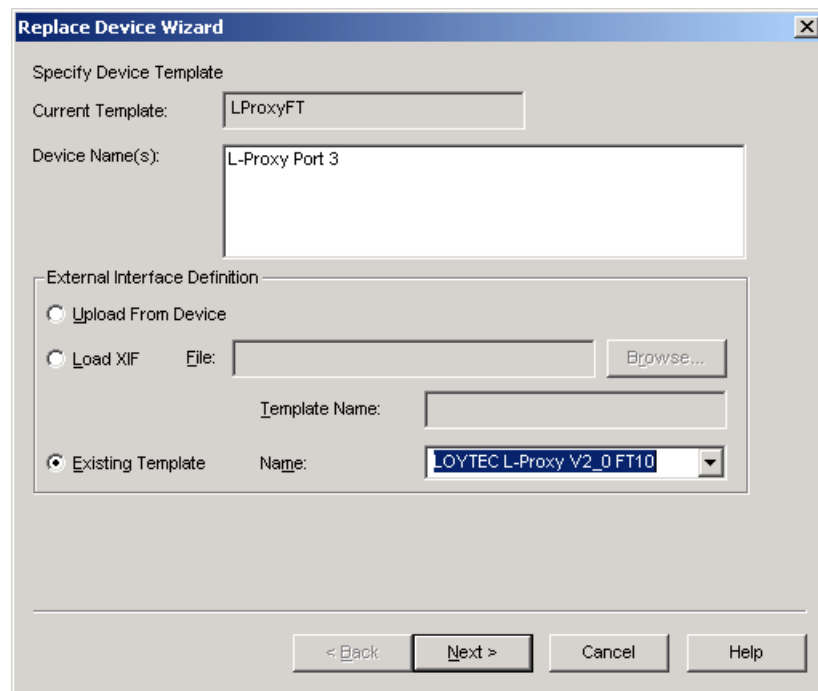 Replace Device Wizard
Specify Device Template
Current Template: LProxyFT
Device Name(s): L-Proxy Port 3
External Interface Definition
Upload From Device
Load XIF File: Browse...
Template Name:
Existing Template Name: LOYTEC L-Proxy V2_0 FT10
< Back Next > Cancel Help